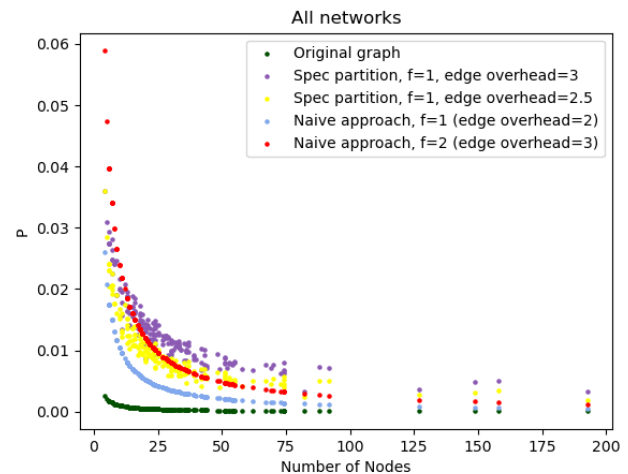 All networks
0.06
0.05
0.04
0.03
0.02
0.01
0.00
P
Original graph
Spec partition, f=1, edge overhead=3
Spec partition, f=1, edge overhead=2.5
Naive approach, f=1 (edge overhead=2)
Naive approach, f=2 (edge overhead=3)
0 25 50 75 100 125 150 175 200
Number of Nodes